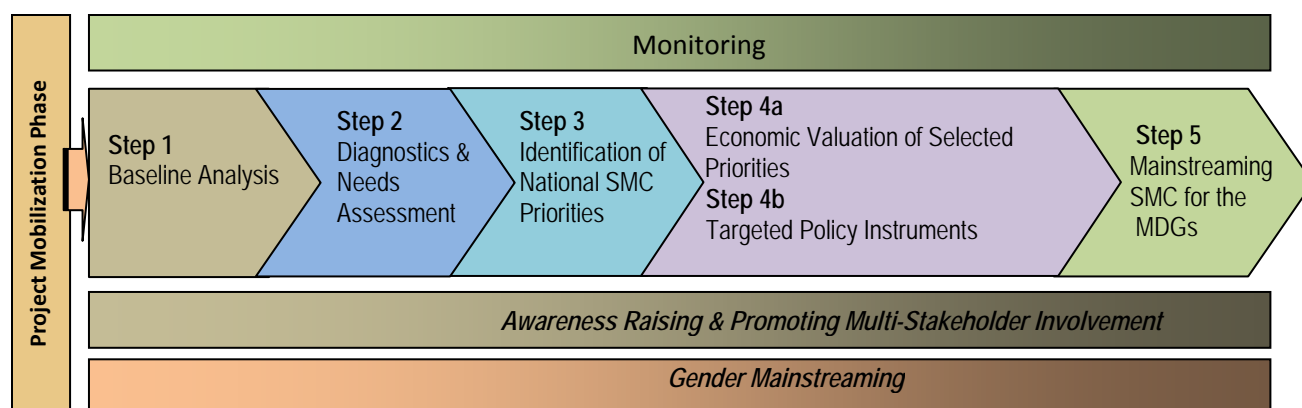 Project Mobilization Phase
Monitoring
Step 1
Baseline Analysis
Step 2
Diagnostics &
Needs
Assessment
Step 3
Identification of
National SMC
Priorities
Step 4a
Economic Valuation of Selected
Priorities
Step 4b
Targeted Policy Instruments
Step 5
Mainstreaming
SMC for the
MDGs
Awareness Raising & Promoting Multi-Stakeholder Involvement
Gender Mainstreaming